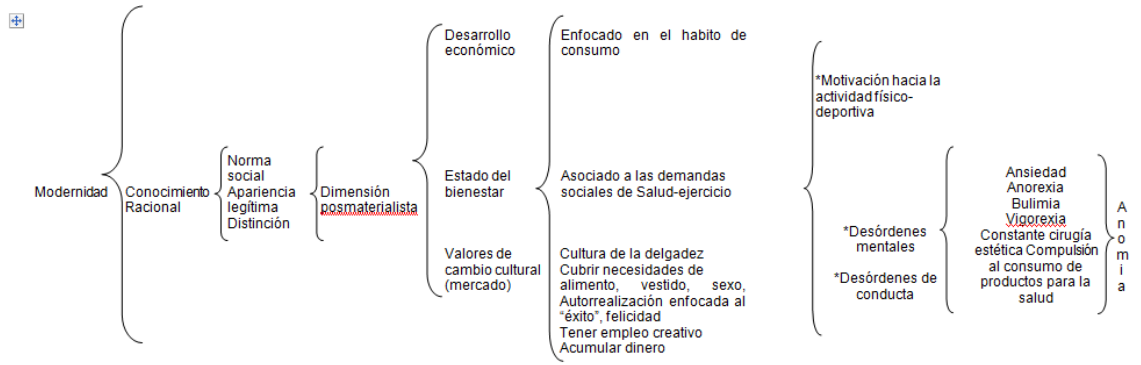 Modernidad
Conocimiento
Racional
Norma
social
Apariencia
legítima
Distinción
Dimensión
posmaterialista
Desarrollo
económico
Estado del
bienestar
Valores de
cambio cultural
(mercado)
Enfocado en el habito de
consumo
Asociado a las demandas
sociales de Salud-ejercicio
Cultura de la delgadez
Cubrir necesidades de
alimento, vestido, sexo,
Autorrealización enfocada al
“éxito”, felicidad
Tener empleo creativo
Acumular dinero
*Motivación hacia la
actividad físico-
deportiva
*Desórdenes
mentales
*Desórdenes de
conducta
Ansiedad
Anorexia
Bulimia
Vigorexia
Constante cirugía
estética Compulsión
al consumo de
productos para la
salud
A
n
o
m
i
a